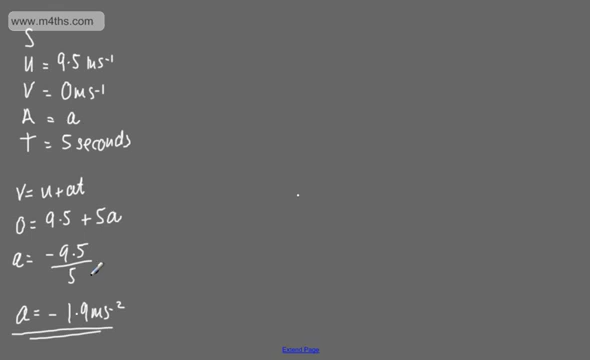 www.m4ths.com
S
u = 9.5 ms⁻¹
V = 0ms⁻¹
A = a
T = 5 seconds
V = u + at
0 = 9.5 + 5a
a = -9.5/5
a = -1.9ms⁻²
Expand Page